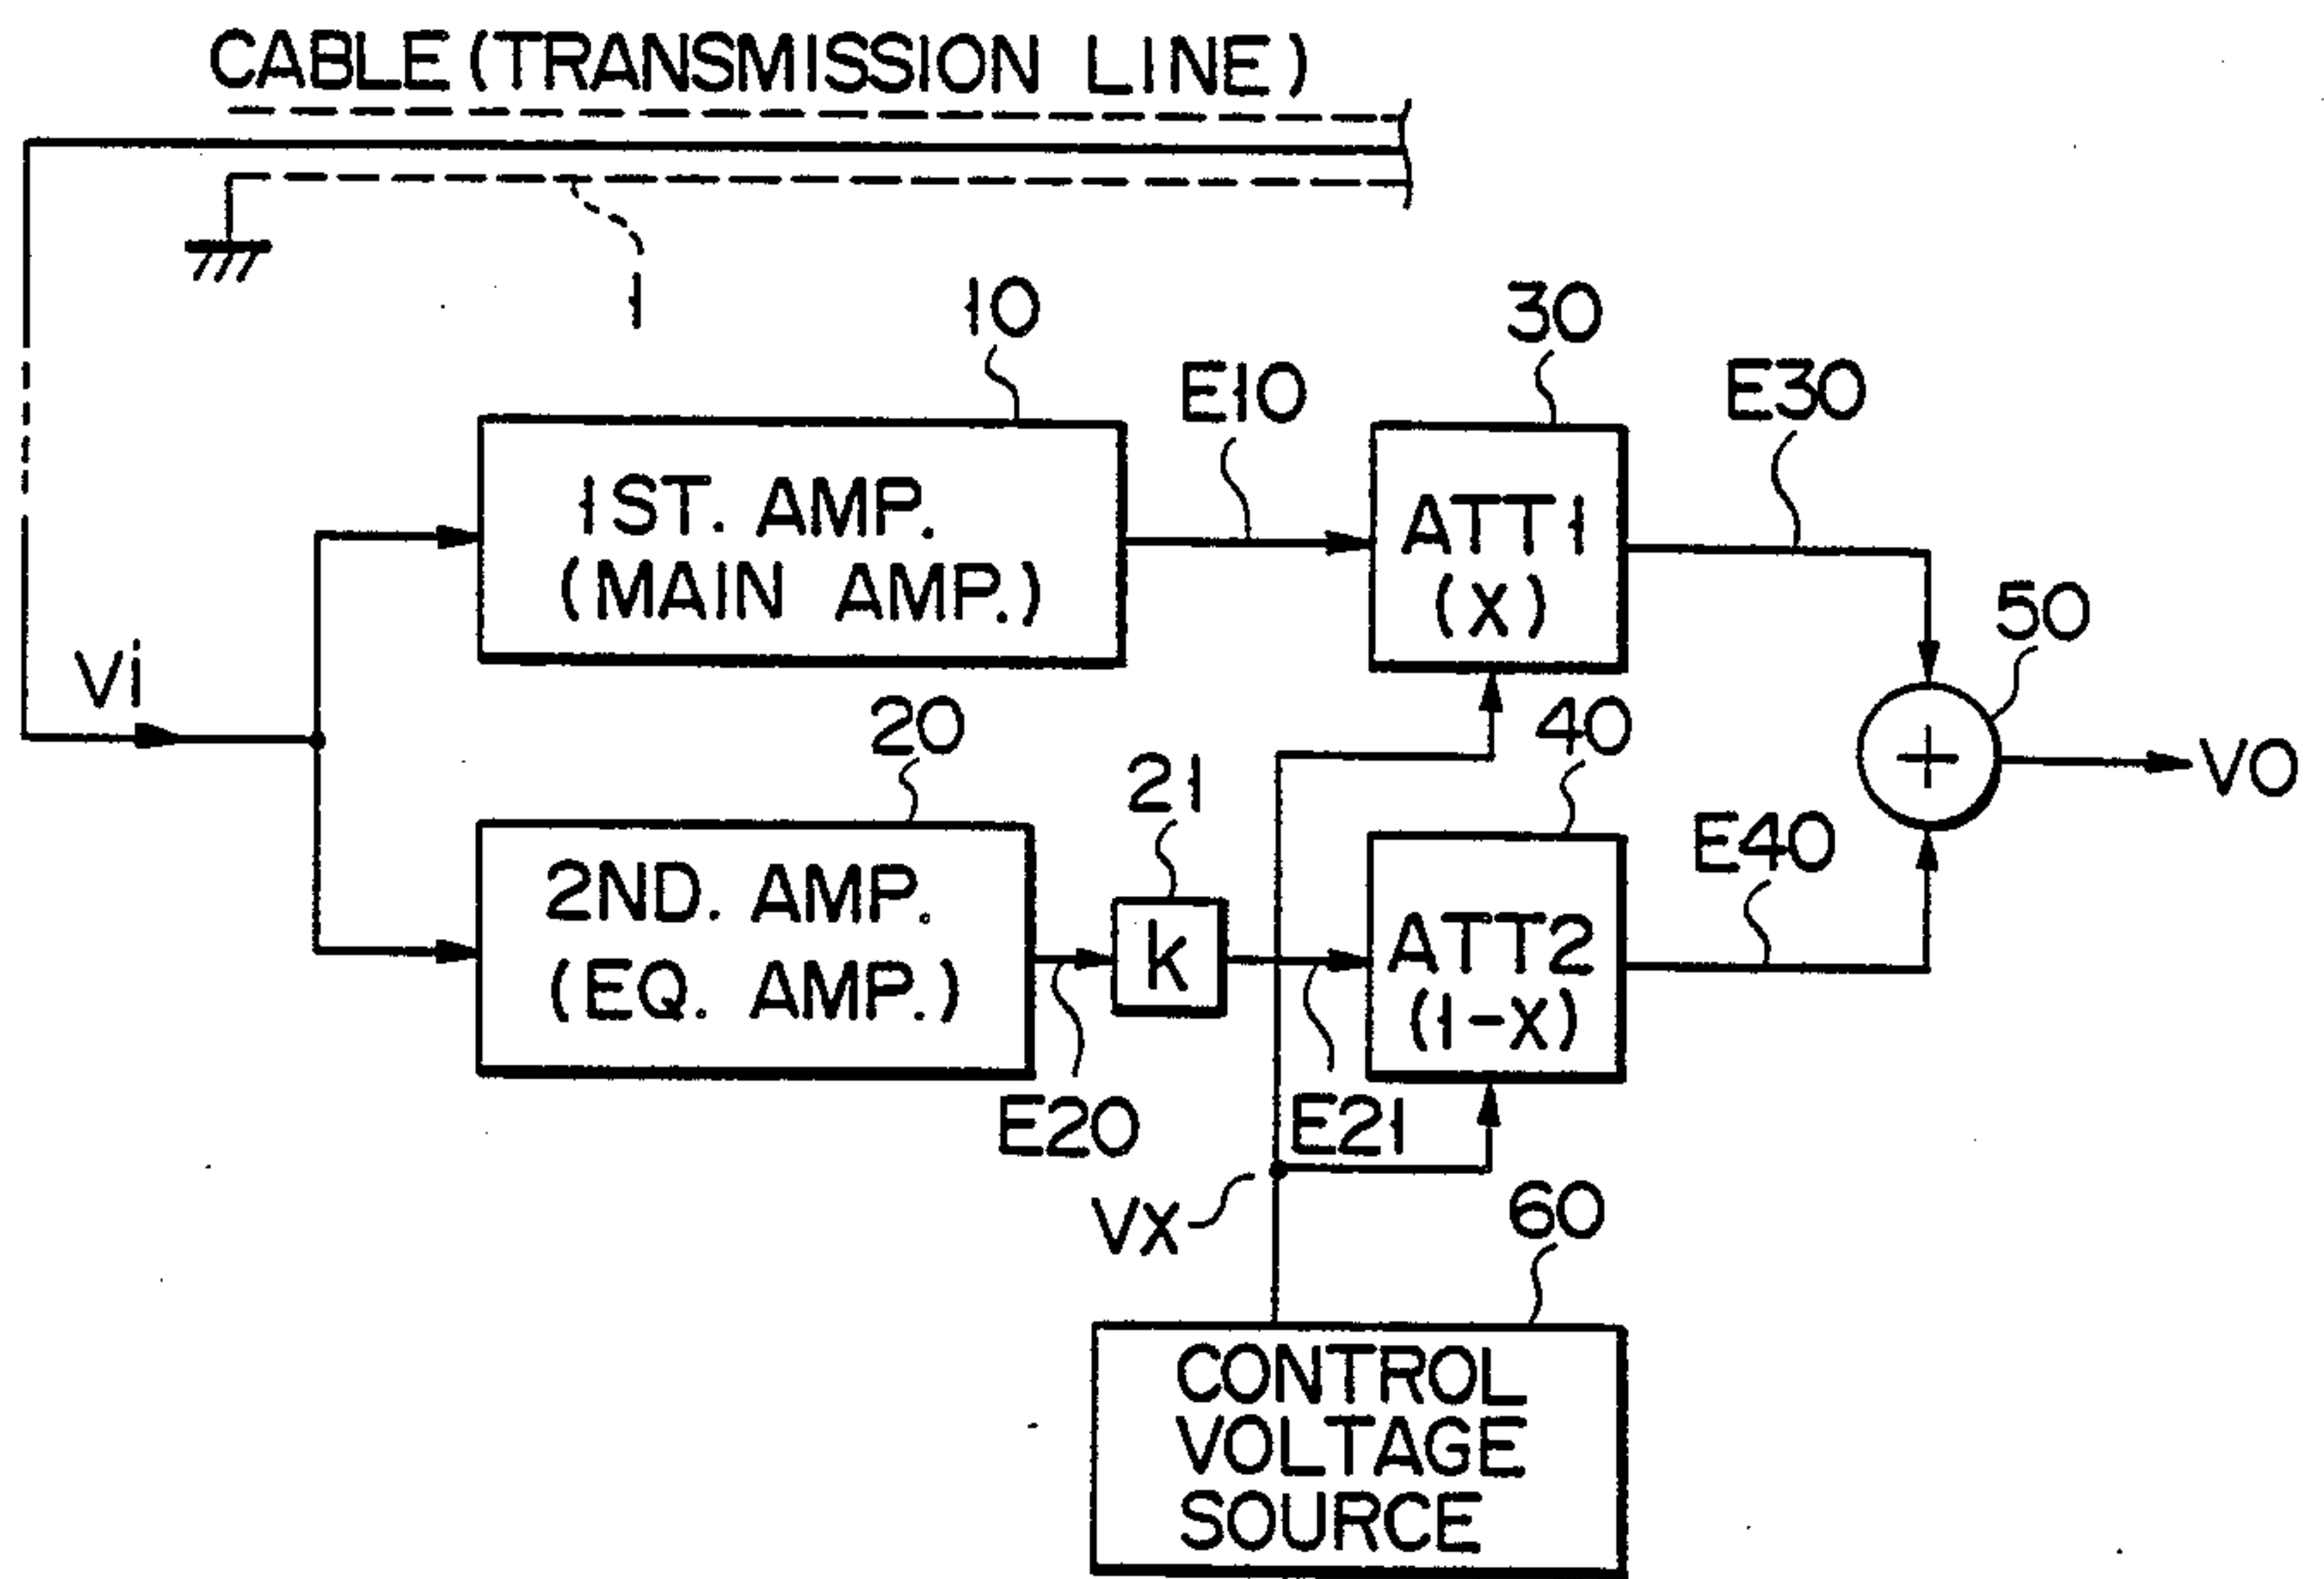 CABLE (TRANSMISSION LINE)
1
10
30
E10
E30
1ST. AMP.
(MAIN AMP.)
ATT1
(X)
50
Vi
20
21
40
VO
E40
2ND. AMP.
(EQ. AMP.)
k
ATT2
(1-X)
E20
E21
VX
60
CONTROL
VOLTAGE
SOURCE